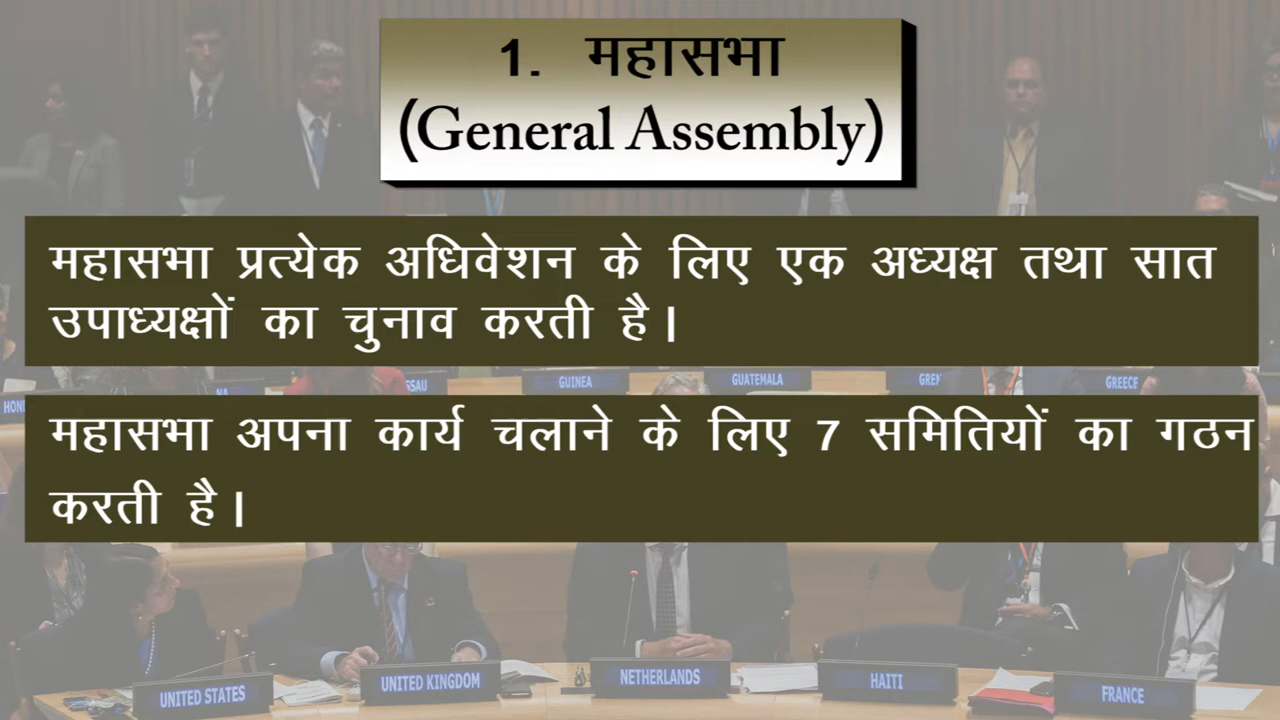 1. महासभा
(General Assembly)
महासभा प्रत्येक अधिवेशन के लिए एक अध्यक्ष तथा सात
उपाध्यक्षों का चुनाव करती है।
GUINEA
GUATEMALA
GREECE
महासभा अपना कार्य चलाने के लिए 7 समितियों का गठन
करती है।
UNITED STATES
UNITED KINGDOM
NETHERLANDS
HAITI
FRANCE